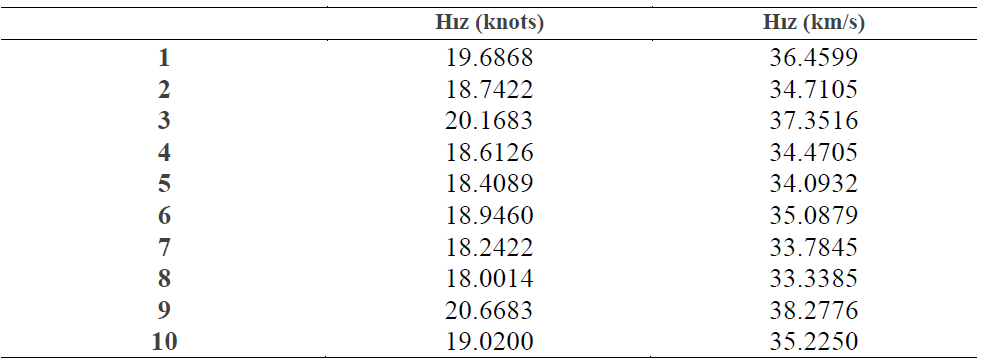 Hız (knots) Hız (km/s)
1 19.6868 36.4599
2 18.7422 34.7105
3 20.1683 37.3516
4 18.6126 34.4705
5 18.4089 34.0932
6 18.9460 35.0879
7 18.2422 33.7845
8 18.0014 33.3385
9 20.6683 38.2776
10 19.0200 35.2250